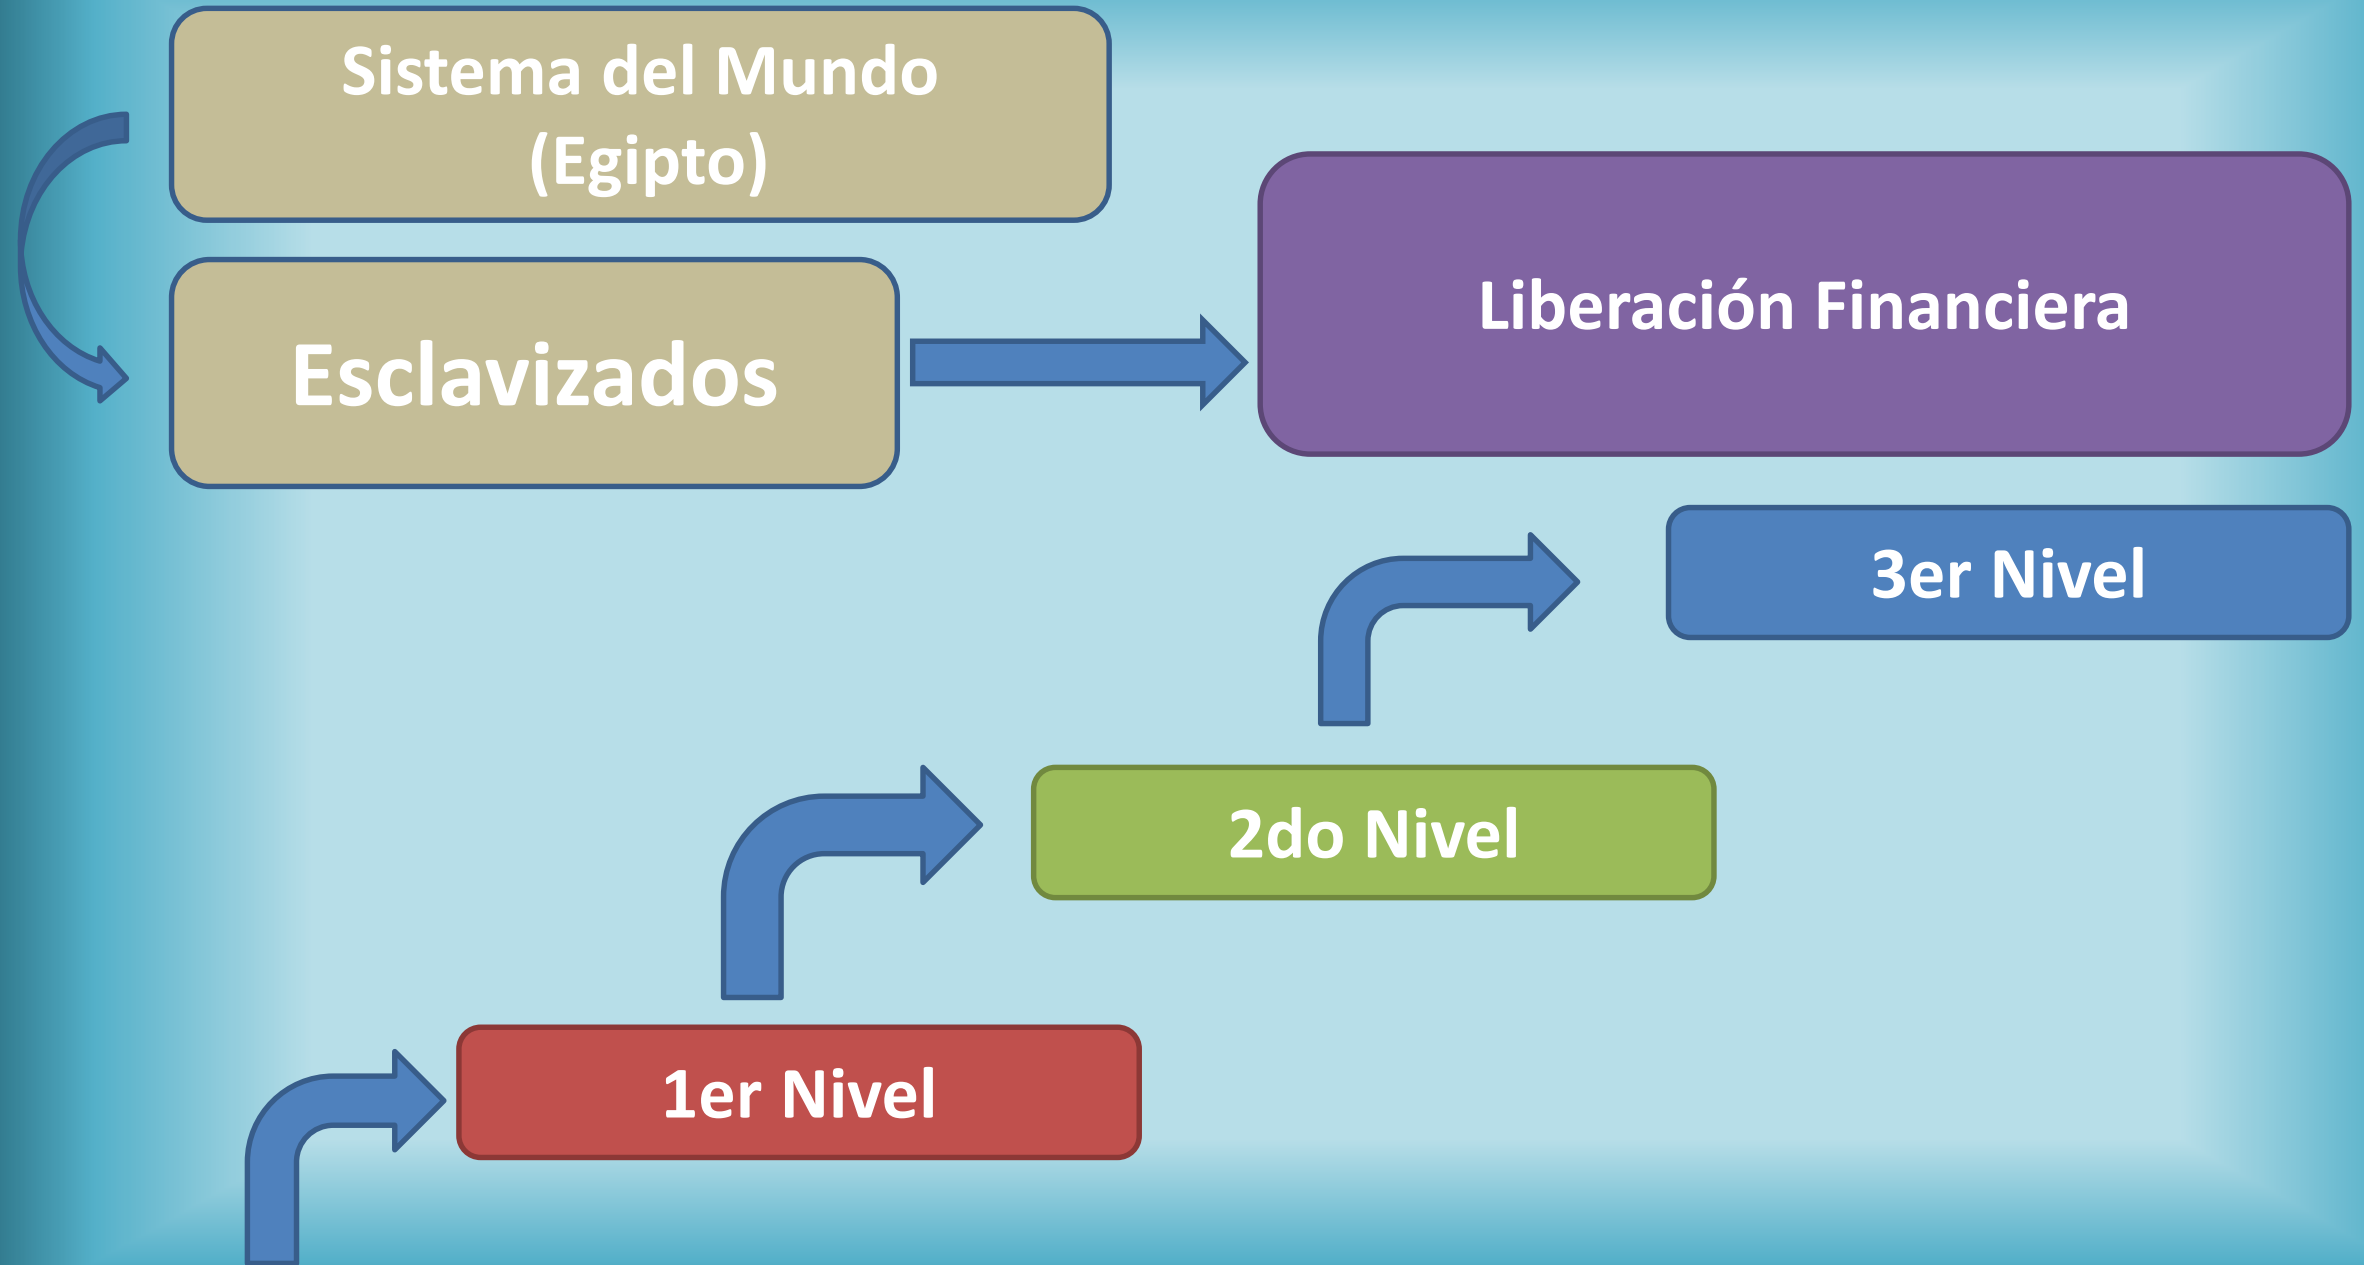 Sistema del Mundo
(Egipto)
Esclavizados
Liberación Financiera
3er Nivel
2do Nivel
1er Nivel